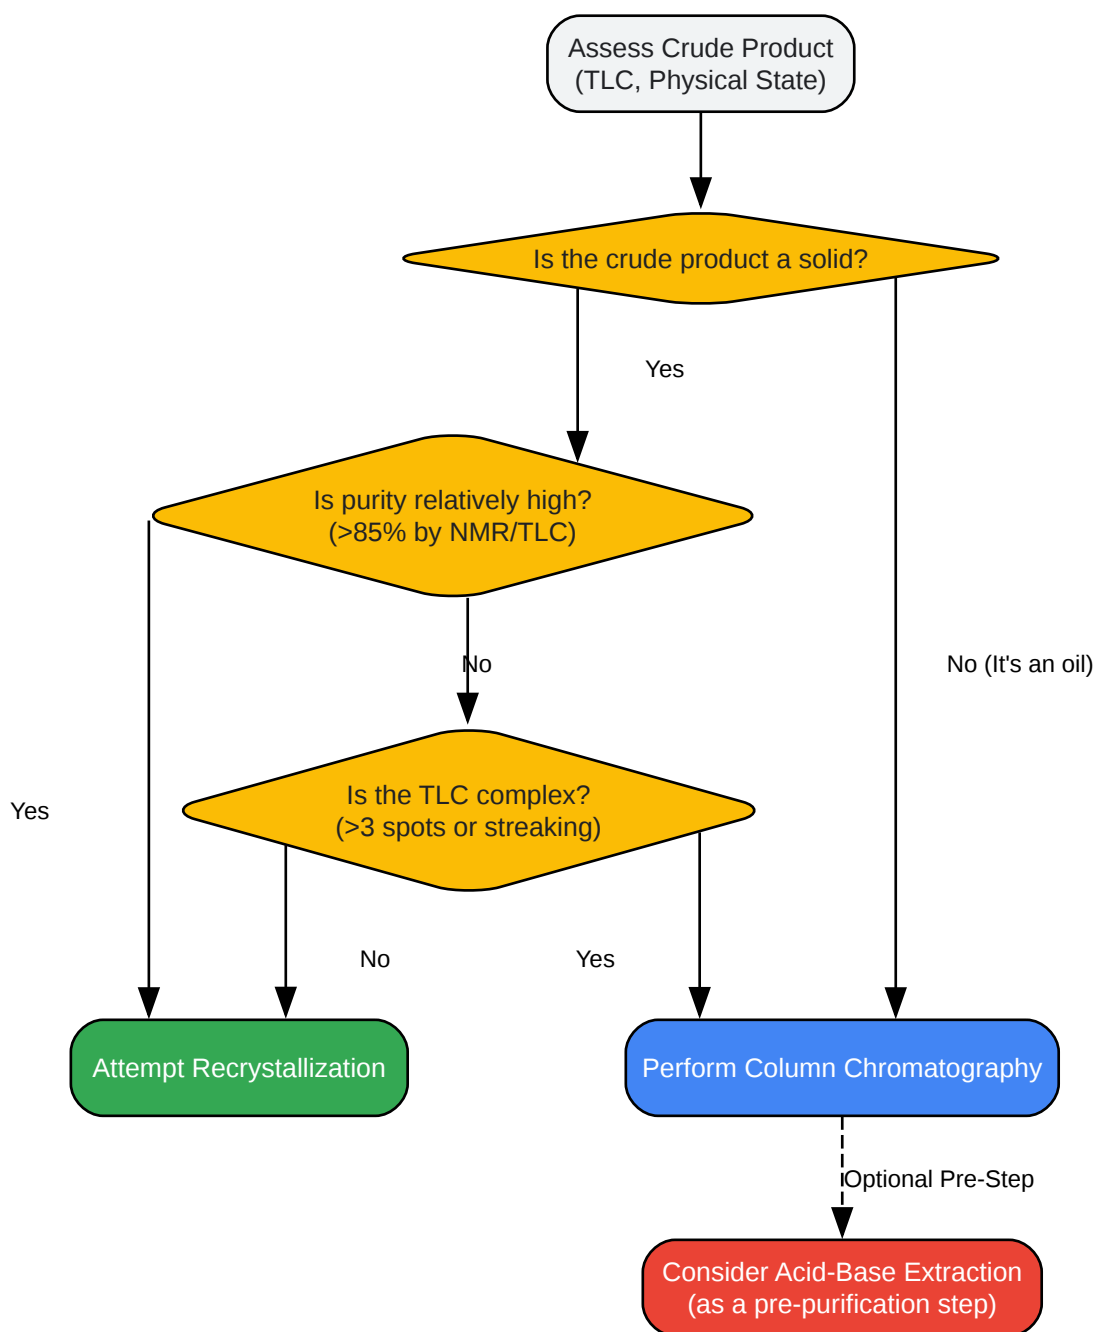 Assess Crude Product
(TLC, Physical State)
Is the crude product a solid?
Yes
Is purity relatively high?
(>85% by NMR/TLC)
No
No (It's an oil)
Is the TLC complex?
(>3 spots or streaking)
Yes
No
Yes
Attempt Recrystallization
Perform Column Chromatography
Optional Pre-Step
Consider Acid-Base Extraction
(as a pre-purification step)